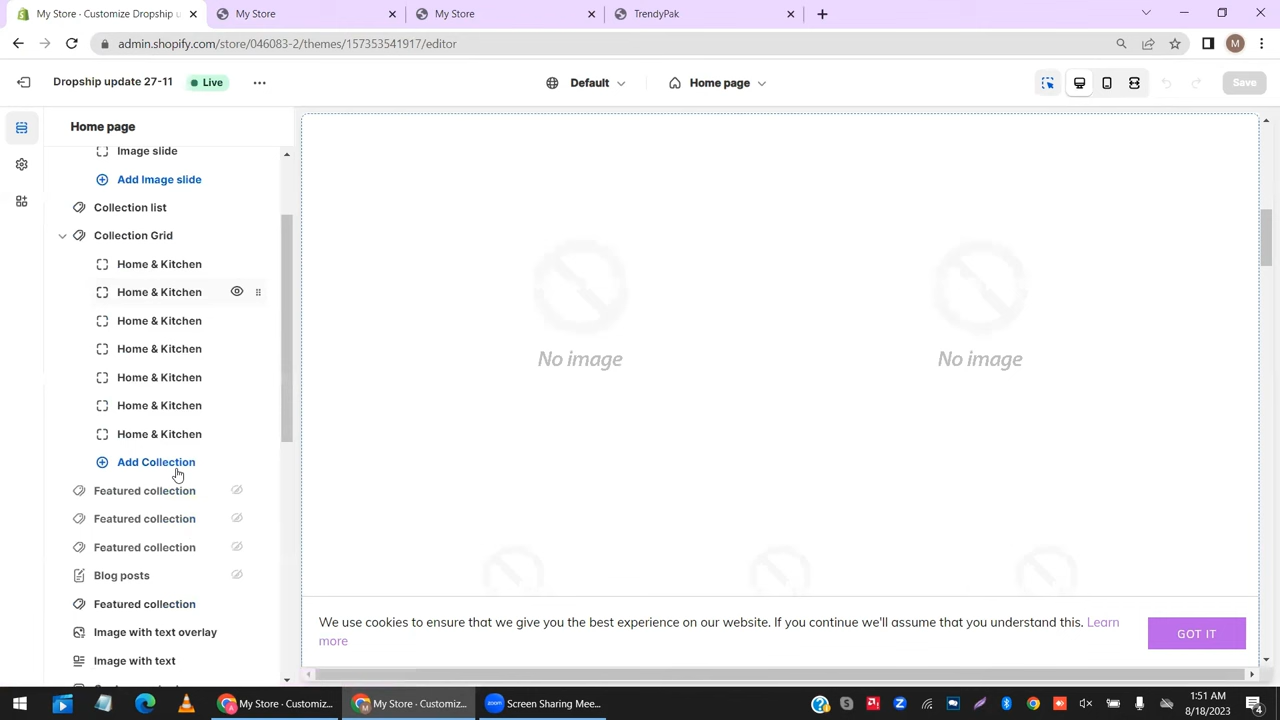 My Store · Customize Dropship u
My Store
My Store
TrendyPak
admin.shopify.com/store/046083-2/themes/157353541917/editor
M
Dropship update 27-11
Live
Default
Home page
Save
Home page
Image slide
Add Image slide
Collection list
Collection Grid
Home & Kitchen
Home & Kitchen
Home & Kitchen
Home & Kitchen
Home & Kitchen
Home & Kitchen
Home & Kitchen
Add Collection
Featured collection
Featured collection
Featured collection
Blog posts
Featured collection
Image with text overlay
Image with text
No image
No image
We use cookies to ensure that we give you the best experience on our website. If you continue we'll assume that you understand this. Learn
more
GOT IT
My Store · Customiz...
My Store · Customiz...
zoom
Screen Sharing Mee...
1:51 AM
8/18/2023